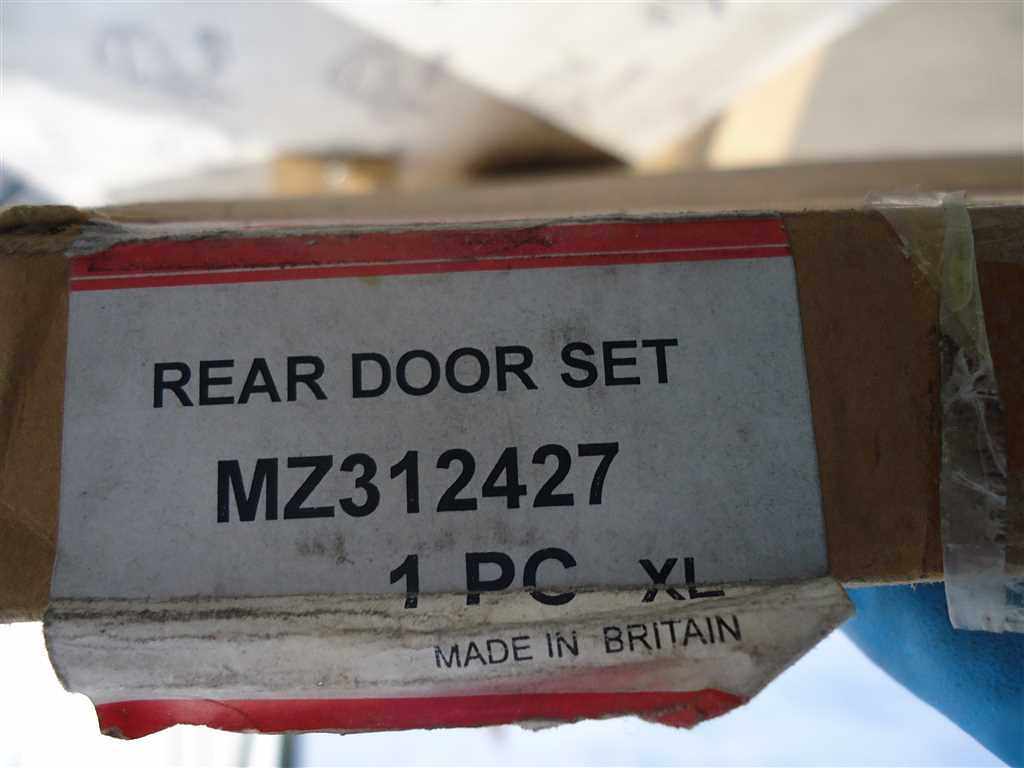 REAR DOOR SET
MZ312427
1 PC XL
MADE IN BRITAIN